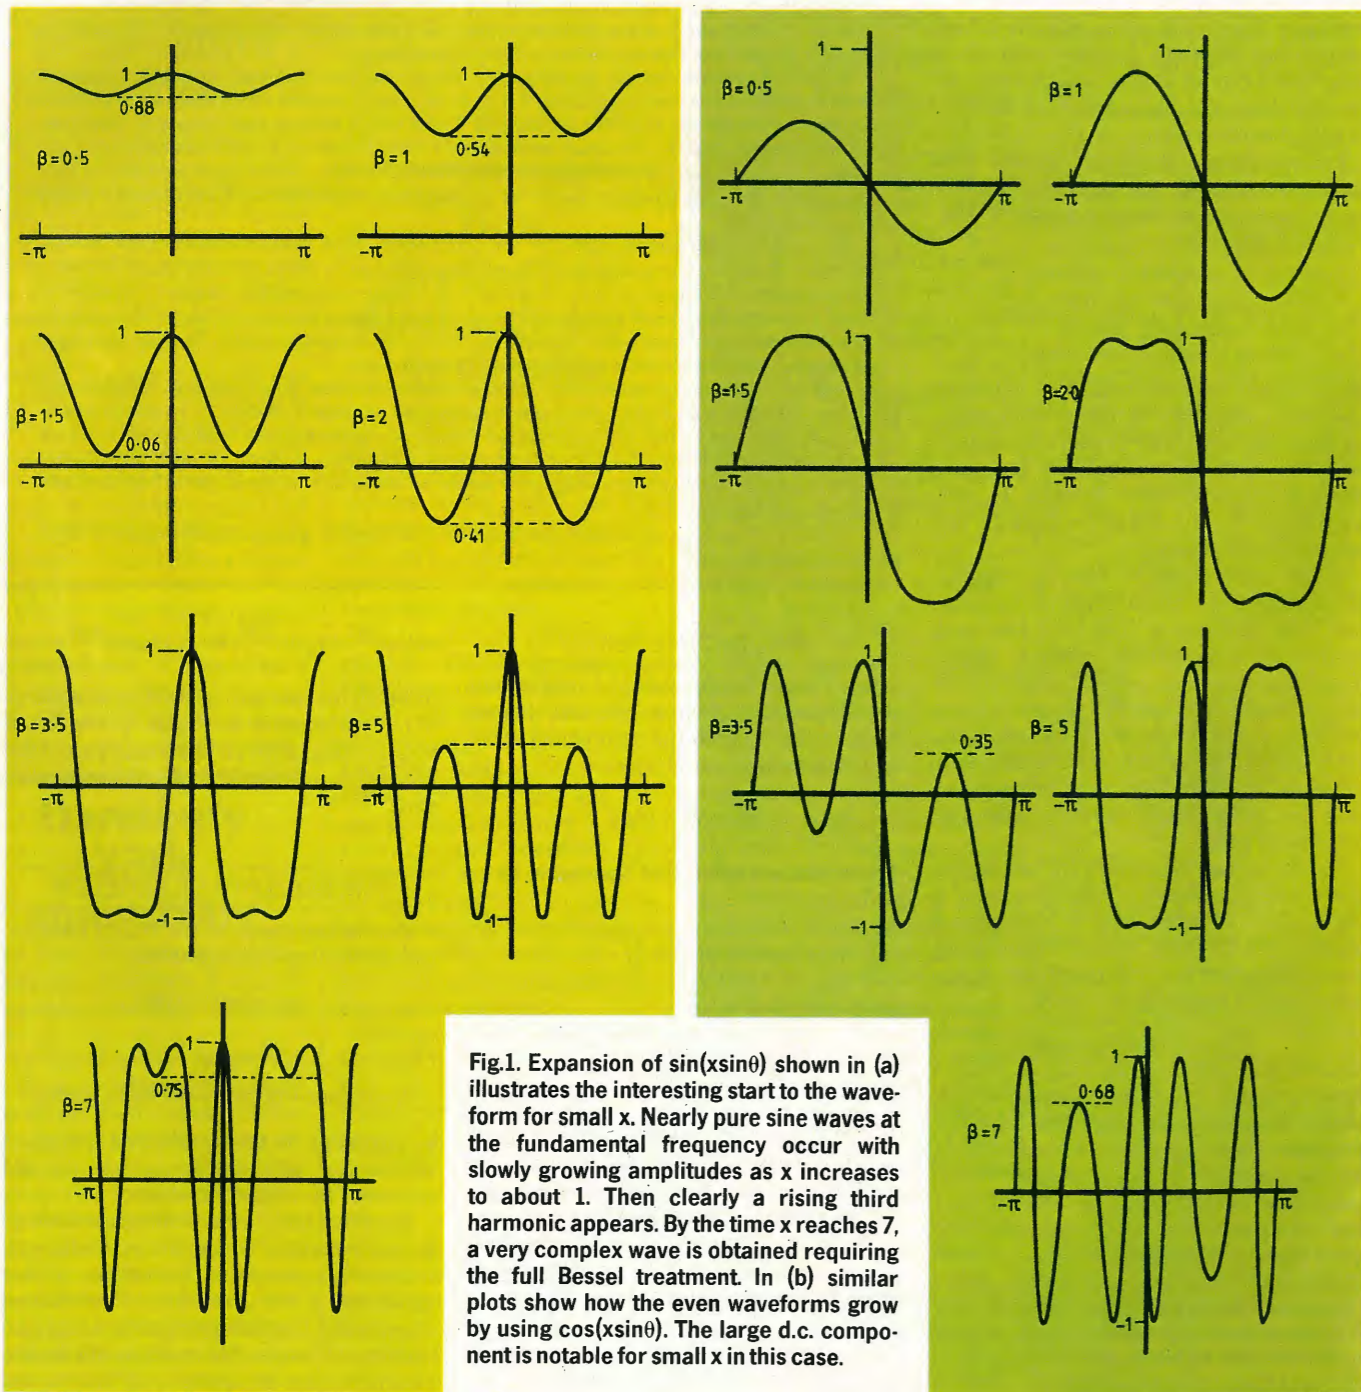 1
0·88
β=0·5
-π π
1
0·54
β=1
-π π
1
β=0·5
-π π
1
β=1
-π π
1
0·06
β=1·5
-π π
1
β=2
0·41
-π π
1
β=1·5
-π π
1
β=2·0
-π π
1
β=3·5
-π π
-1
1
β=5
-π π
-1
1
β=3·5
0·35
-π π
-1
1
β=5
-π π
-1
1
0·75
β=7
-π π
Fig.1. Expansion of sin(xsinθ) shown in (a)
illustrates the interesting start to the wave-
form for small x. Nearly pure sine waves at
the fundamental frequency occur with
slowly growing amplitudes as x increases
to about 1. Then clearly a rising third
harmonic appears. By the time x reaches 7,
a very complex wave is obtained requiring
the full Bessel treatment. In (b) similar
plots show how the even waveforms grow
by using cos(xsinθ). The large d.c. compo-
nent is notable for small x in this case.
1
0·68
β=7
-π π
-1